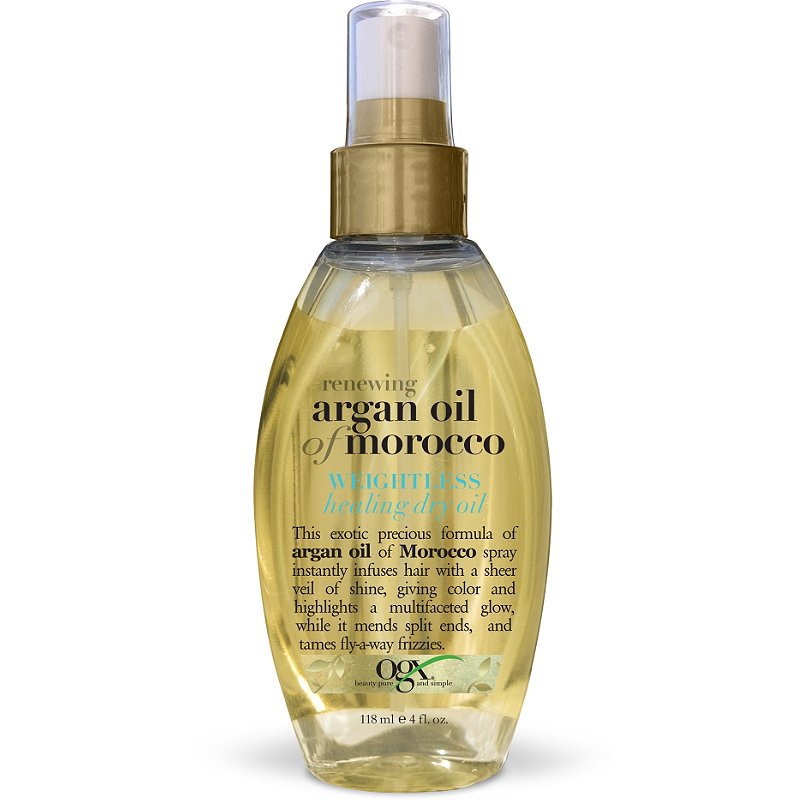 renewing
argan oil
of morocco
WEIGHTLESS
healing dry oil
This exotic precious formula of
argan oil of Morocco spray
instantly infuses hair with a sheer
veil of shine, giving color and
highlights a multifaceted glow,
while it mends split ends, and
tames fly-a-way frizzies.
ogx®
beauty pure and simple
118 ml e 4 fl. oz.